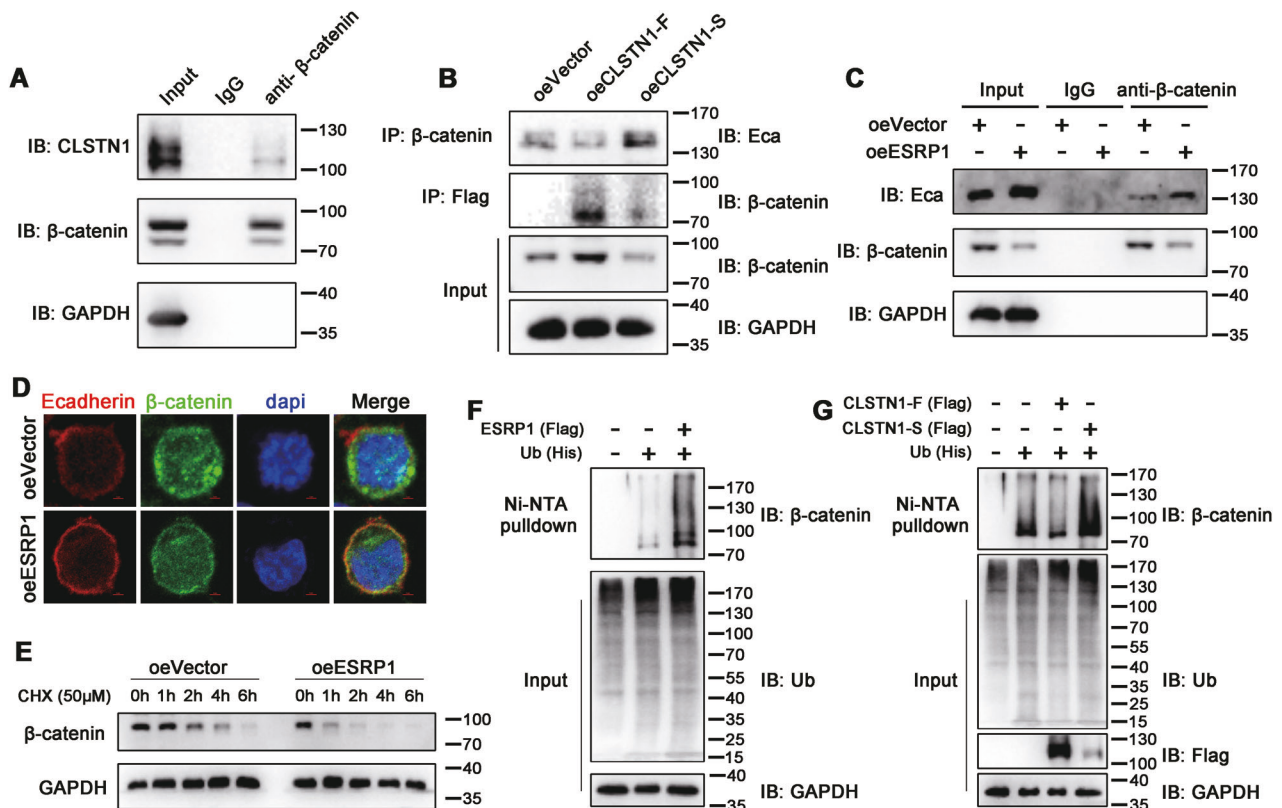 A
Input IgG anti- β-catenin
IB: CLSTN1
130
100
IB: β-catenin
100
70
IB: GAPDH
40
35
B
oeVector oeCLSTN1-F oeCLSTN1-S
IP: β-catenin
170
130
IB: Eca
IP: Flag
100
70
IB: β-catenin
Input
100
70
IB: β-catenin
IB: GAPDH
35
C
Input IgG anti-β-catenin
oeVector + - + - + -
oeESRP1 - + - + - +
IB: Eca
170
130
IB: β-catenin
100
70
IB: GAPDH
40
35
D
Ecadherin β-catenin dapi Merge
oeVector
oeESRP1
E
oeVector oeESRP1
CHX (50μM) 0h 1h 2h 4h 6h 0h 1h 2h 4h 6h
β-catenin
100
70
GAPDH
40
35
F
ESRP1 (Flag) - - +
Ub (His) - + +
Ni-NTA
pulldown
170
130
100
70
IB: β-catenin
Input
170
130
100
70
55
40
35
25
15
IB: Ub
40
35
IB: GAPDH
G
CLSTN1-F (Flag) - - + -
CLSTN1-S (Flag) - - - +
Ub (His) - + + +
Ni-NTA
pulldown
170
130
100
70
IB: β-catenin
Input
170
130
100
70
55
40
35
25
15
IB: Ub
130
100
IB: Flag
40
35
IB: GAPDH